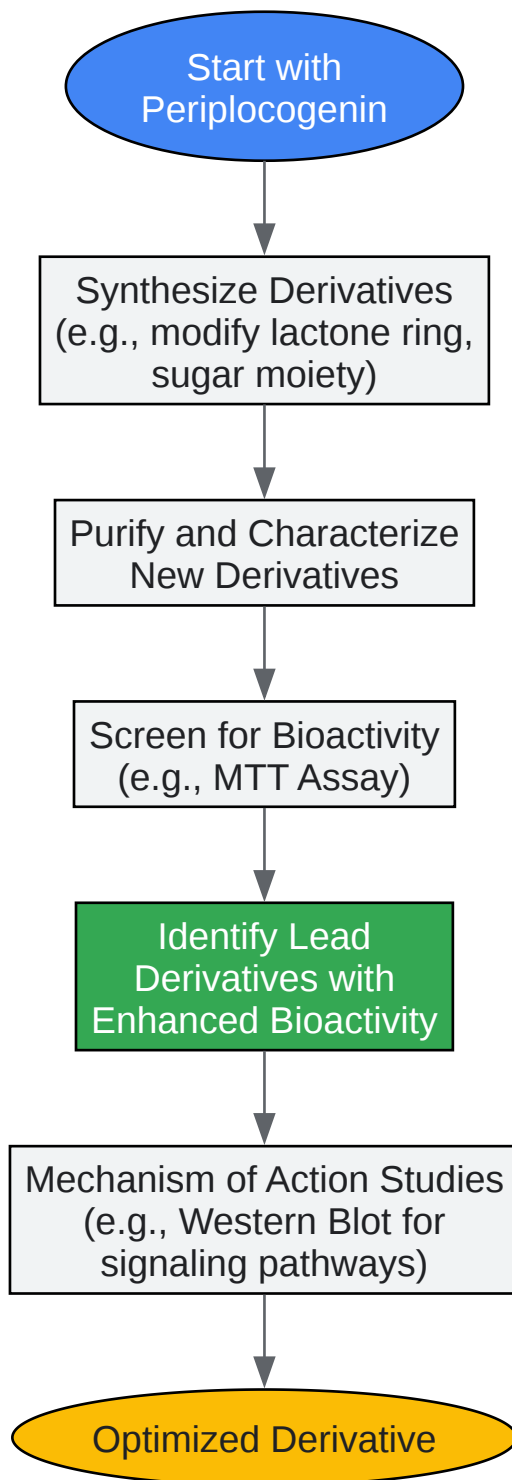 Start with
Periplocogenin
Synthesize Derivatives
(e.g., modify lactone ring,
sugar moiety)
Purify and Characterize
New Derivatives
Screen for Bioactivity
(e.g., MTT Assay)
Identify Lead
Derivatives with
Enhanced Bioactivity
Mechanism of Action Studies
(e.g., Western Blot for
signaling pathways)
Optimized Derivative